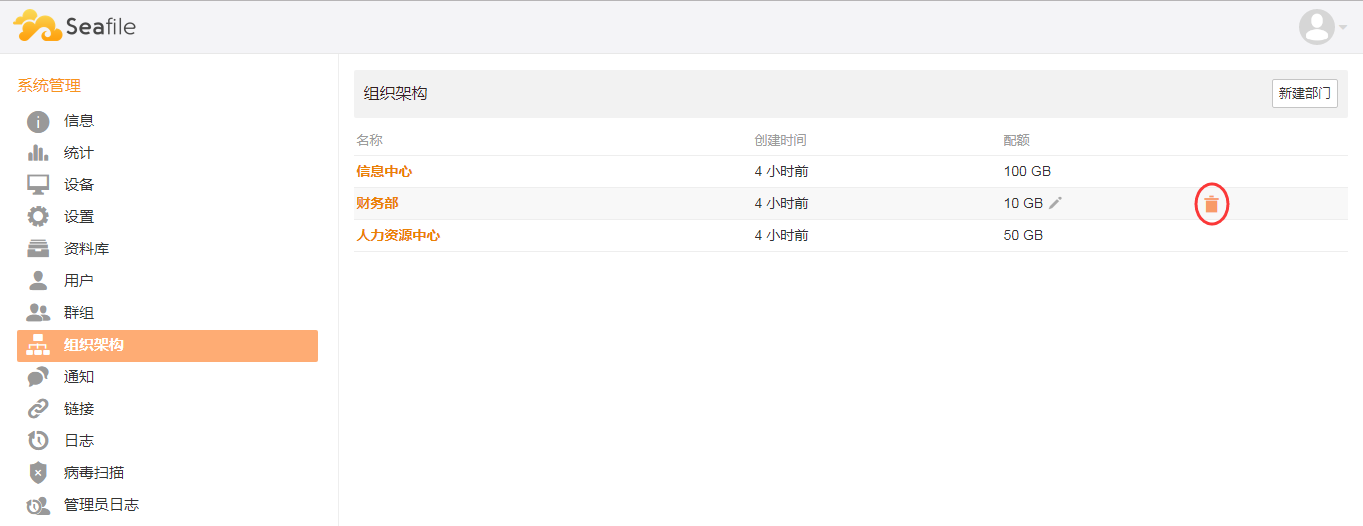 Seafile
系统管理
信息
统计
设备
设置
资料库
用户
群组
组织架构
通知
链接
日志
病毒扫描
管理员日志
组织架构 新建部门
名称 创建时间 配额
信息中心 4 小时前 100 GB
财务部 4 小时前 10 GB
人力资源中心 4 小时前 50 GB